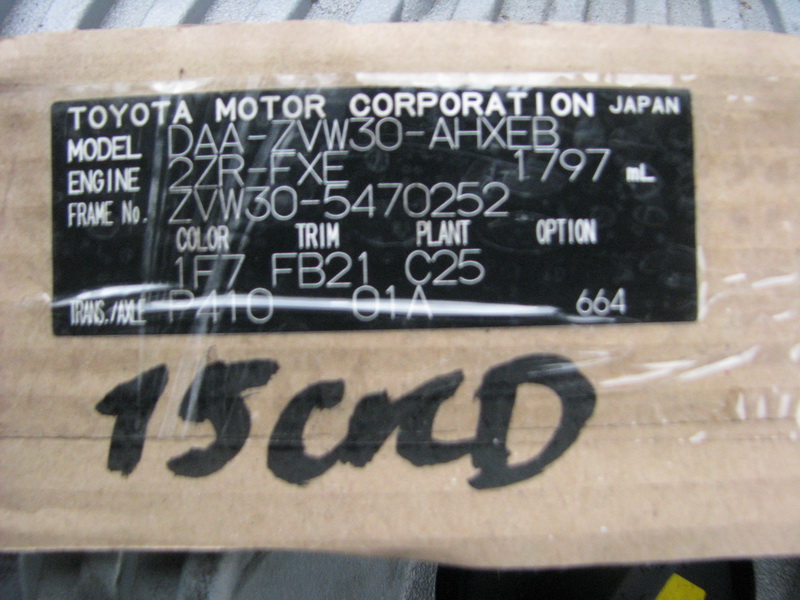 TOYOTA MOTOR CORPORATION JAPAN
MODEL DAA-ZVW30-AHXEB
ENGINE 2ZR-FXE 1797 mL
FRAME No. ZVW30-5470252
COLOR TRIM PLANT OPTION
1F7 FB21 C25
TRANS./AXLE P410 01A 664